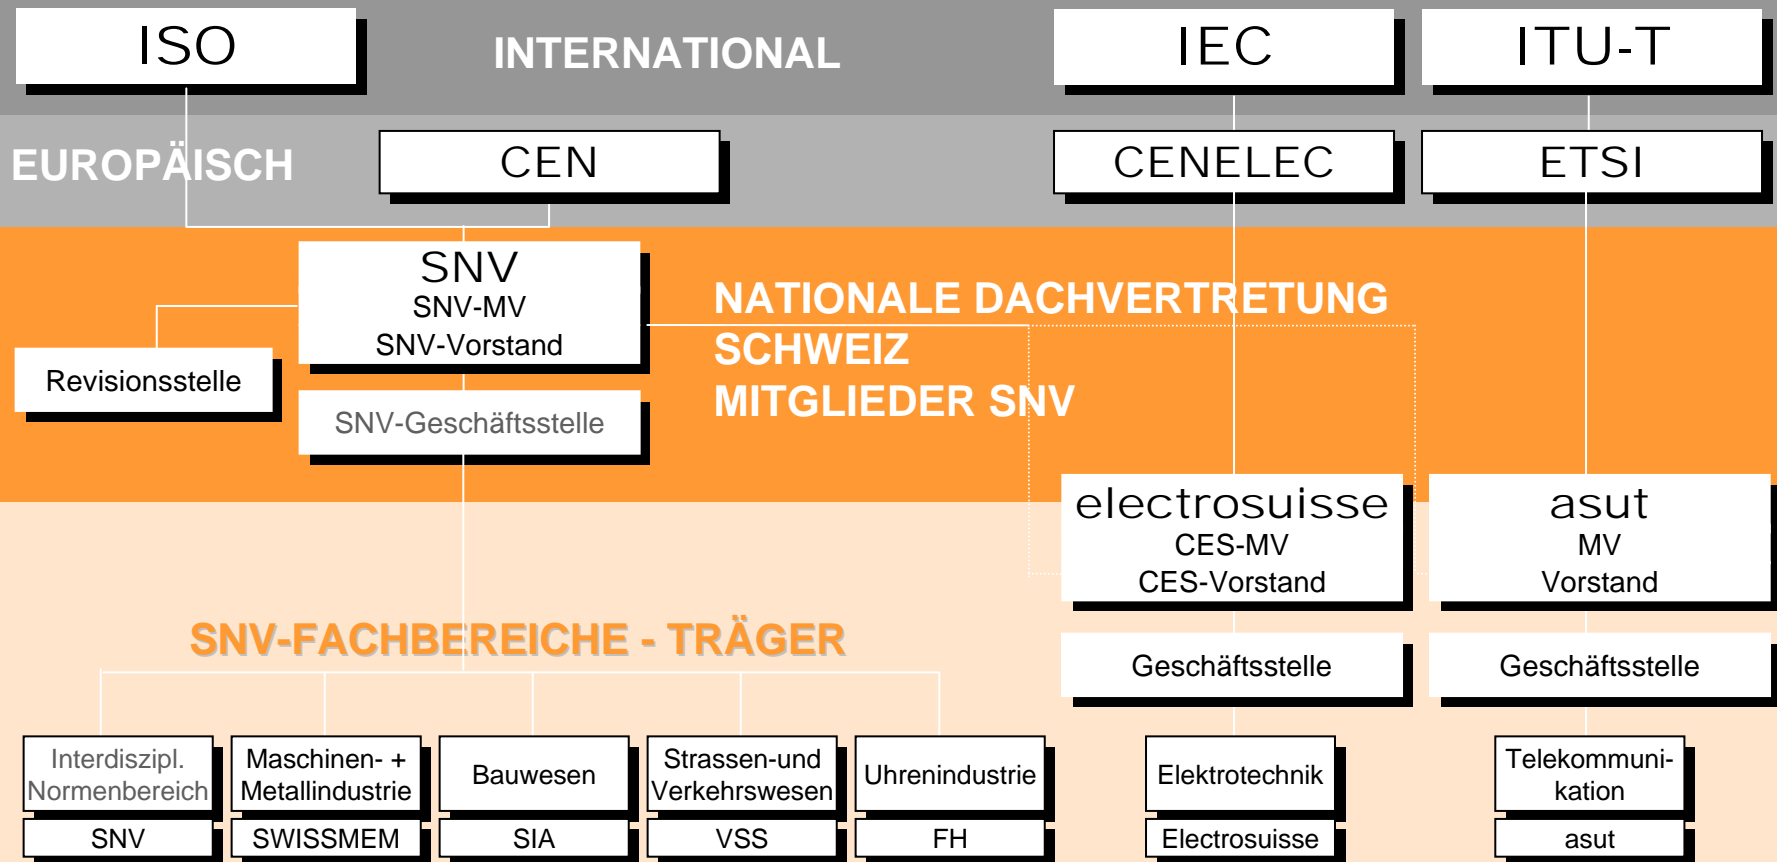 ISO
INTERNATIONAL
IEC
ITU-T
EUROPÄISCH
CEN
CENELEC
ETSI
SNV
SNV-MV
SNV-Vorstand
NATIONALE DACHVERTRETUNG
SCHWEIZ
MITGLIEDER SNV
Revisionsstelle
SNV-Geschäftsstelle
electrosuisse
CES-MV
CES-Vorstand
asut
MV
Vorstand
SNV-FACHBEREICHE - TRÄGER
Geschäftsstelle
Geschäftsstelle
Interdiszipl.
Normenbereich
SNV
Maschinen- +
Metallindustrie
SWISSMEM
Bauwesen
SIA
Strassen-und
Verkehrswesen
VSS
Uhrenindustrie
FH
Elektrotechnik
Electrosuisse
Telekommuni-
kation
asut